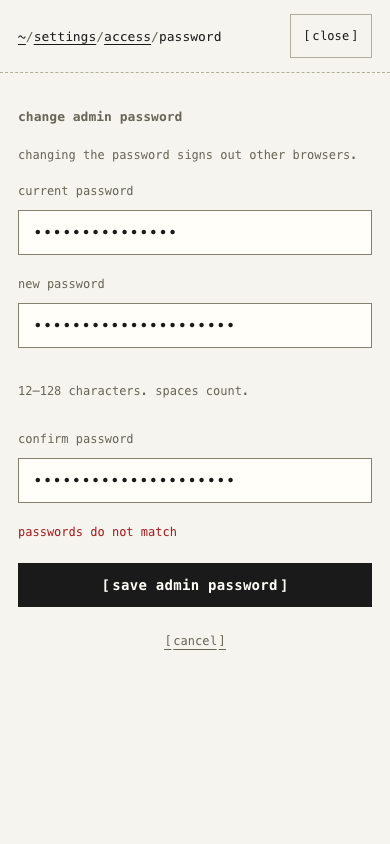 ~/settings/access/password
[close]
change admin password
changing the password signs out other browsers.
current password
•••••••••••••••
new password
•••••••••••••••••••••
12–128 characters. spaces count.
confirm password
•••••••••••••••••••••
passwords do not match
[save admin password]
[cancel]